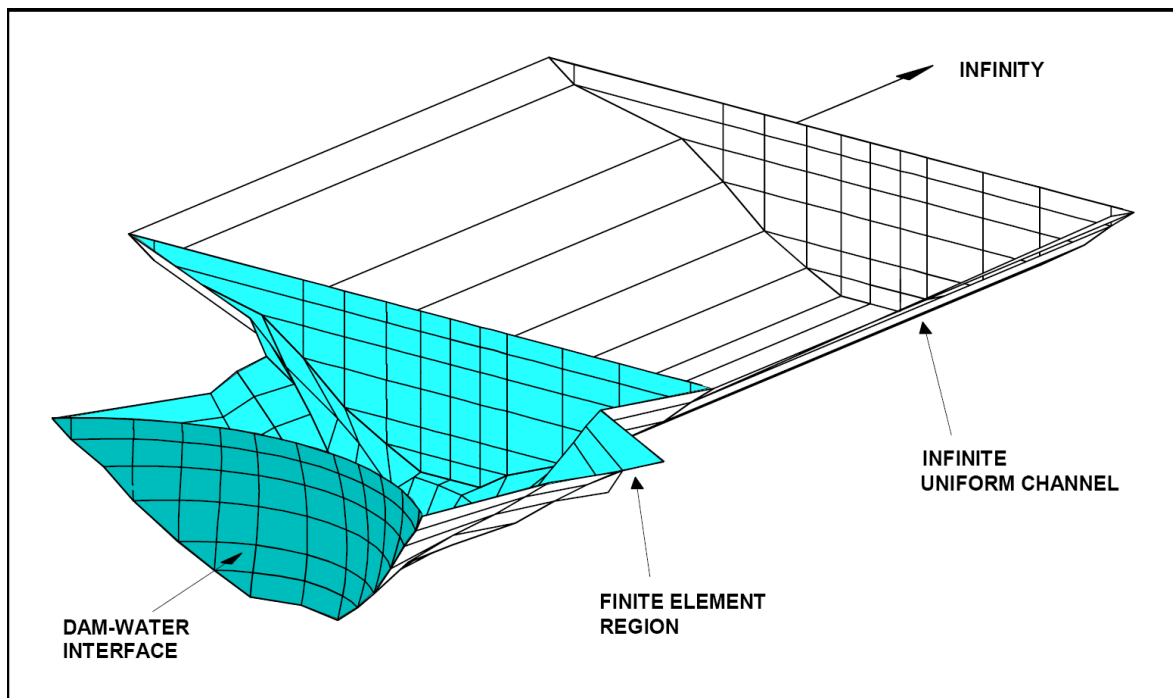 INFINITY
INFINITE
UNIFORM CHANNEL
FINITE ELEMENT
REGION
DAM-WATER
INTERFACE